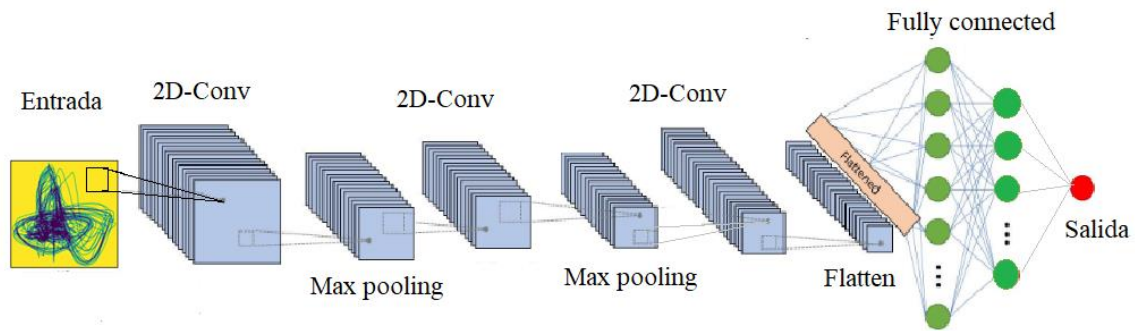 Fully connected
2D-Conv
2D-Conv
2D-Conv
Entrada
Flattened
Salida
Max pooling
Max pooling
Flatten